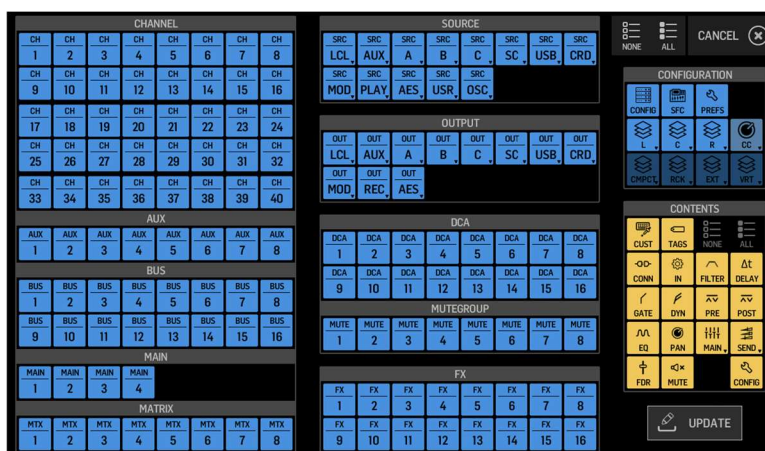 CHANNEL
CH CH CH CH CH CH CH CH
1 2 3 4 5 6 7 8
CH CH CH CH CH CH CH CH
9 10 11 12 13 14 15 16
CH CH CH CH CH CH CH CH
17 18 19 20 21 22 23 24
CH CH CH CH CH CH CH CH
25 26 27 28 29 30 31 32
CH CH CH CH CH CH CH CH
33 34 35 36 37 38 39 40
AUX
AUX AUX AUX AUX AUX AUX AUX AUX
1 2 3 4 5 6 7 8
BUS
BUS BUS BUS BUS BUS BUS BUS BUS
1 2 3 4 5 6 7 8
BUS BUS BUS BUS BUS BUS BUS BUS
9 10 11 12 13 14 15 16
MAIN
MAIN MAIN MAIN MAIN
1 2 3 4
MATRIX
MTX MTX MTX MTX MTX MTX MTX MTX
1 2 3 4 5 6 7 8
SOURCE
SRC SRC SRC SRC SRC SRC SRC SRC
LCL AUX A B C SC USB CRD
SRC SRC SRC SRC SRC
MOD PLAY AES USR OSC
OUTPUT
OUT OUT OUT OUT OUT OUT OUT OUT
LCL AUX A B C SC USB CRD
OUT OUT OUT
MOD REC AES
DCA
DCA DCA DCA DCA DCA DCA DCA DCA
1 2 3 4 5 6 7 8
DCA DCA DCA DCA DCA DCA DCA DCA
9 10 11 12 13 14 15 16
MUTEGROUP
MUTE MUTE MUTE MUTE MUTE MUTE MUTE MUTE
1 2 3 4 5 6 7 8
FX
FX FX FX FX FX FX FX FX
1 2 3 4 5 6 7 8
FX FX FX FX FX FX FX FX
9 10 11 12 13 14 15 16
NONE ALL CANCEL
CONFIGURATION
CONFIG SFC PREFS
L C R CC
CMPCT RCK EXT VRT
CONTENTS
CUST TAGS NONE ALL
CONN IN FILTER DELAY
GATE DYN PRE POST
EQ PAN MAIN SEND
FDR MUTE CONFIG
UPDATE